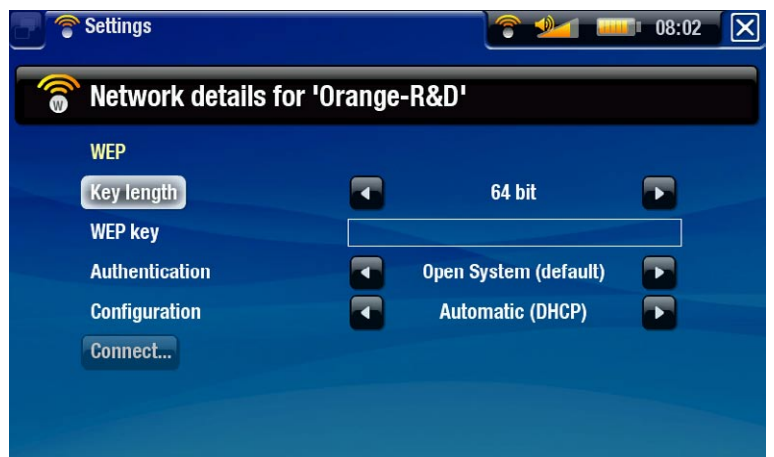 Settings 08:02
W
Network details for 'Orange-R&D'
WEP
Key length 64 bit
WEP key
Authentication Open System (default)
Configuration Automatic (DHCP)
Connect...